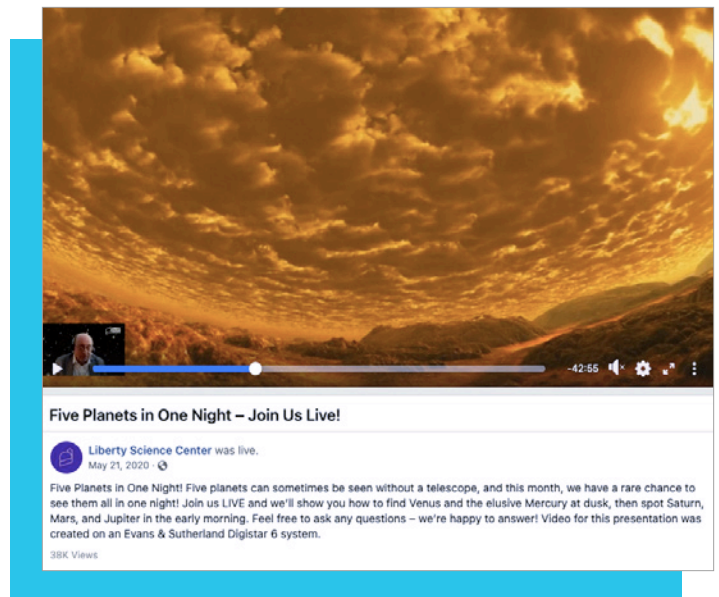 -42:55
Five Planets in One Night – Join Us Live!
Liberty Science Center was live.
May 21, 2020 ·
Five Planets in One Night! Five planets can sometimes be seen without a telescope, and this month, we have a rare chance to
see them all in one night! Join us LIVE and we'll show you how to find Venus and the elusive Mercury at dusk, then spot Saturn,
Mars, and Jupiter in the early morning. Feel free to ask any questions – we're happy to answer! Video for this presentation was
created on an Evans & Sutherland Digistar 6 system.
38K Views